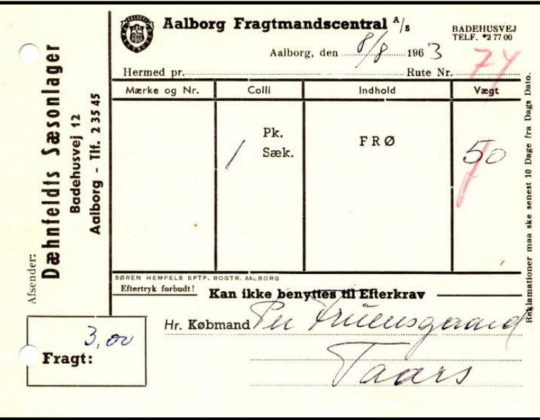 Aalborg Fragtmandscentral A/s
BADEHUSVEJ
TELF. *2 77 00
Aalborg, den 8/8 1963
Hermed pr. Rute Nr. 74
Mærke og Nr. Colli Indhold Vægt
Pk.
1 Sæk. FRØ 50
SØREN HEMPELS EFTF. BOGTR. AALBORG
Eftertryk forbudt! Kan ikke benyttes til Efterkrav
Hr. Købmand Per
Taars
3,00
Fragt:
Afsender:
Dæhnfeldts Sæsonlager
Badehusvej 12
Aalborg - Tlf. 2 35 45
Reklamationer maa ske senest 10 Dage fra Dags Dato.